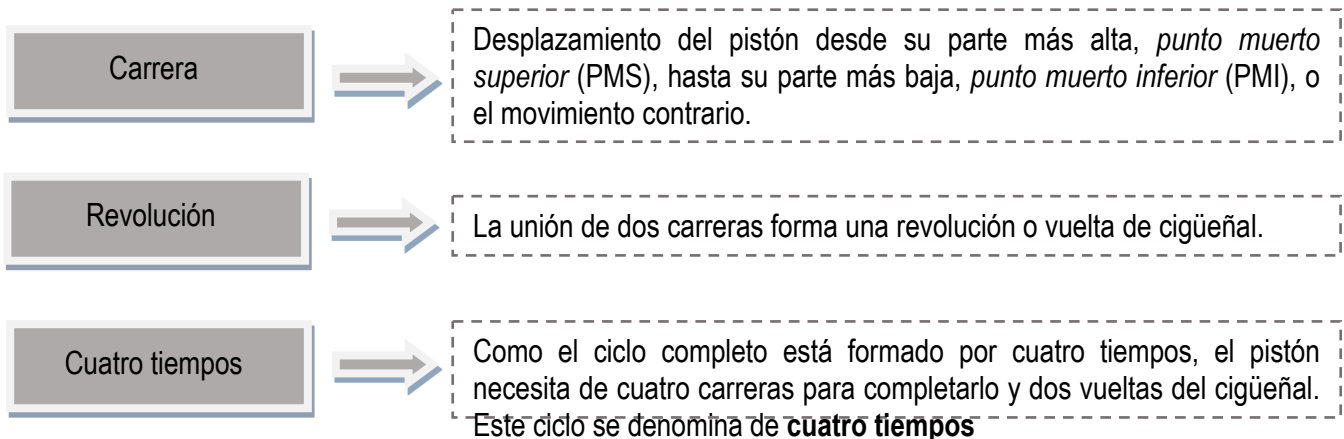 Carrera
Desplazamiento del pistón desde su parte más alta, punto muerto
superior (PMS), hasta su parte más baja, punto muerto inferior (PMI), o
el movimiento contrario.
Revolución
La unión de dos carreras forma una revolución o vuelta de cigüeñal.
Cuatro tiempos
Como el ciclo completo está formado por cuatro tiempos, el pistón
necesita de cuatro carreras para completarlo y dos vueltas del cigüeñal.
Este ciclo se denomina de cuatro tiempos